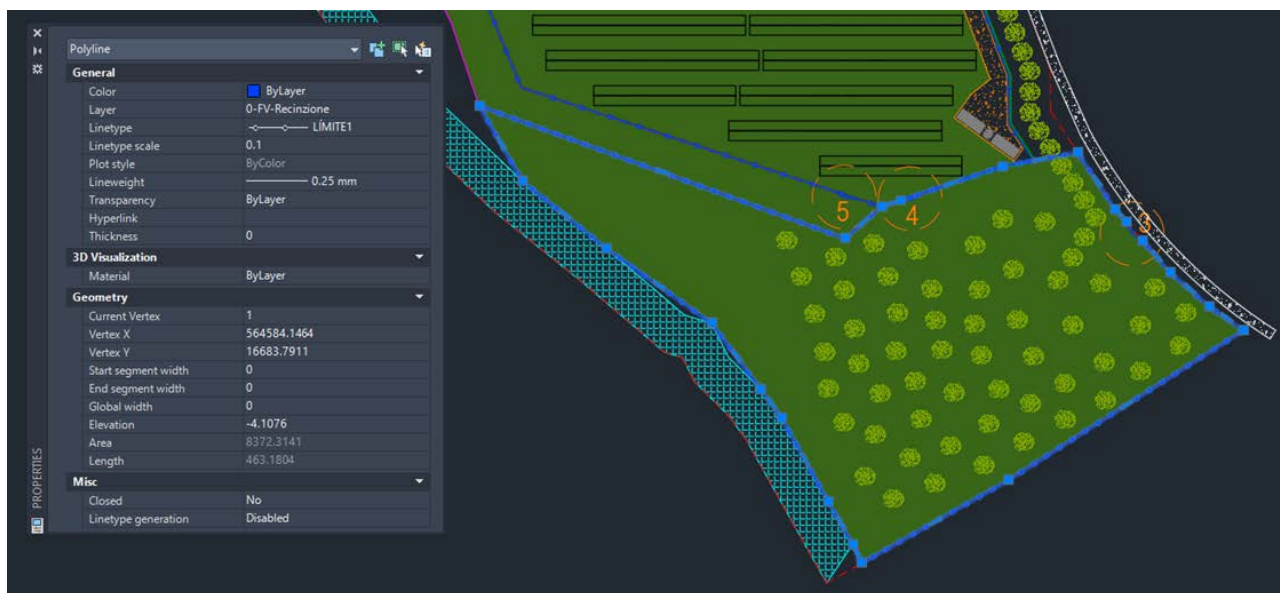 Polyline
General
Color ByLayer
Layer 0-FV-Recinzione
Linetype LÍMITE1
Linetype scale 0.1
Plot style ByColor
Lineweight 0.25 mm
Transparency ByLayer
Hyperlink
Thickness 0
3D Visualization
Material ByLayer
Geometry
Current Vertex 1
Vertex X 564584.1464
Vertex Y 16683.7911
Start segment width 0
End segment width 0
Global width 0
Elevation -4.1076
Area 8372.3141
Length 463.1804
Misc
Closed No
Linetype generation Disabled
PROPERTIES
5
4
3